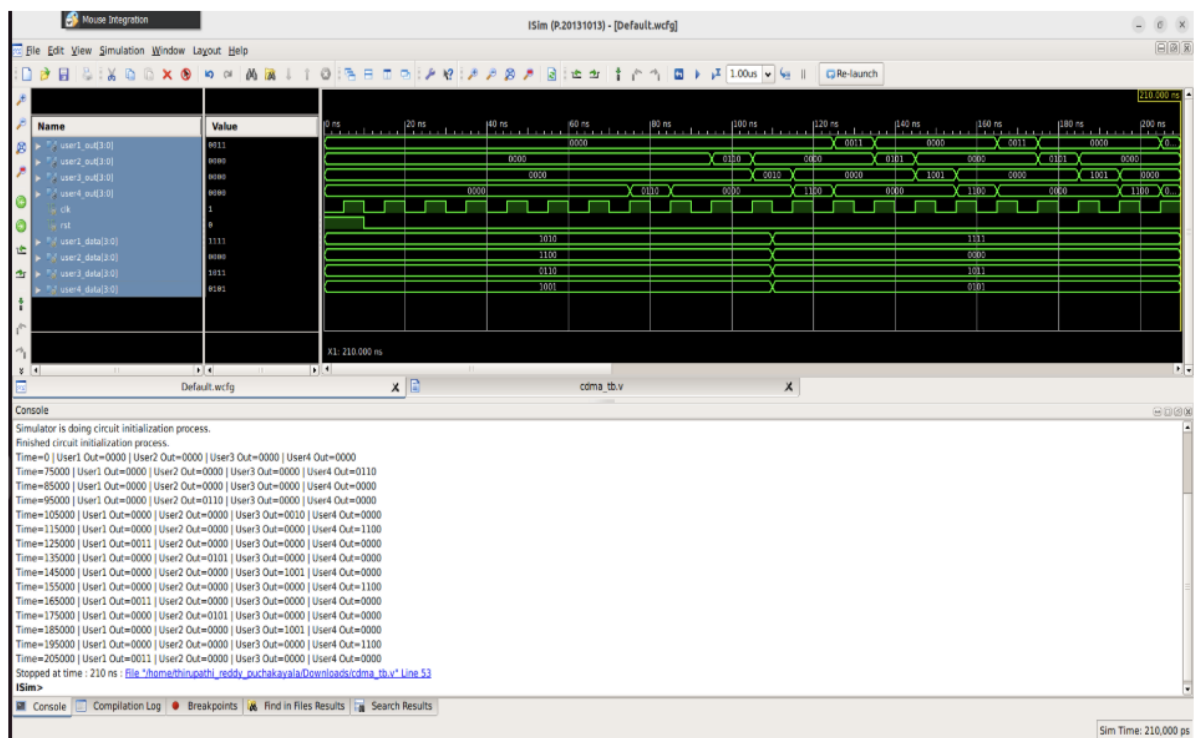 Mouse Integration
ISim (P.20131013) - [Default.wcfg]
File Edit View Simulation Window Layout Help
1.00us Re-launch
210.000 ns
Name Value 0 ns 20 ns 40 ns 60 ns 80 ns 100 ns 120 ns 140 ns 160 ns 180 ns 200 ns
user1_out[3:0] 0011 0000 0011 0000 0011 0000 0...
user2_out[3:0] 0000 0000 0110 0000 0101 0000 0101 0000
user3_out[3:0] 0000 0000 0010 0000 1001 0000 1001 0000
user4_out[3:0] 0000 0000 0110 0000 1100 0000 1100 0000 1100 0...
clk 1
rst 0
user1_data[3:0] 1111 1010 1111
user2_data[3:0] 0000 1100 0000
user3_data[3:0] 1011 0110 1011
user4_data[3:0] 0101 1001 0101
X1: 210.000 ns
Default.wcfg cdma_tb.v
Console
Simulator is doing circuit initialization process.
Finished circuit initialization process.
Time=0 | User1 Out=0000 | User2 Out=0000 | User3 Out=0000 | User4 Out=0000
Time=75000 | User1 Out=0000 | User2 Out=0000 | User3 Out=0000 | User4 Out=0110
Time=85000 | User1 Out=0000 | User2 Out=0000 | User3 Out=0000 | User4 Out=0000
Time=95000 | User1 Out=0000 | User2 Out=0110 | User3 Out=0000 | User4 Out=0000
Time=105000 | User1 Out=0000 | User2 Out=0000 | User3 Out=0010 | User4 Out=0000
Time=115000 | User1 Out=0000 | User2 Out=0000 | User3 Out=0000 | User4 Out=1100
Time=125000 | User1 Out=0011 | User2 Out=0000 | User3 Out=0000 | User4 Out=0000
Time=135000 | User1 Out=0000 | User2 Out=0101 | User3 Out=0000 | User4 Out=0000
Time=145000 | User1 Out=0000 | User2 Out=0000 | User3 Out=1001 | User4 Out=0000
Time=155000 | User1 Out=0000 | User2 Out=0000 | User3 Out=0000 | User4 Out=1100
Time=165000 | User1 Out=0011 | User2 Out=0000 | User3 Out=0000 | User4 Out=0000
Time=175000 | User1 Out=0000 | User2 Out=0101 | User3 Out=0000 | User4 Out=0000
Time=185000 | User1 Out=0000 | User2 Out=0000 | User3 Out=1001 | User4 Out=0000
Time=195000 | User1 Out=0000 | User2 Out=0000 | User3 Out=0000 | User4 Out=1100
Time=205000 | User1 Out=0011 | User2 Out=0000 | User3 Out=0000 | User4 Out=0000
Stopped at time : 210 ns : File "/home/thirupathi_reddy_puchakayala/Downloads/cdma_tb.v" Line 53
ISim>
Console Compilation Log Breakpoints Find in Files Results Search Results
Sim Time: 210,000 ps